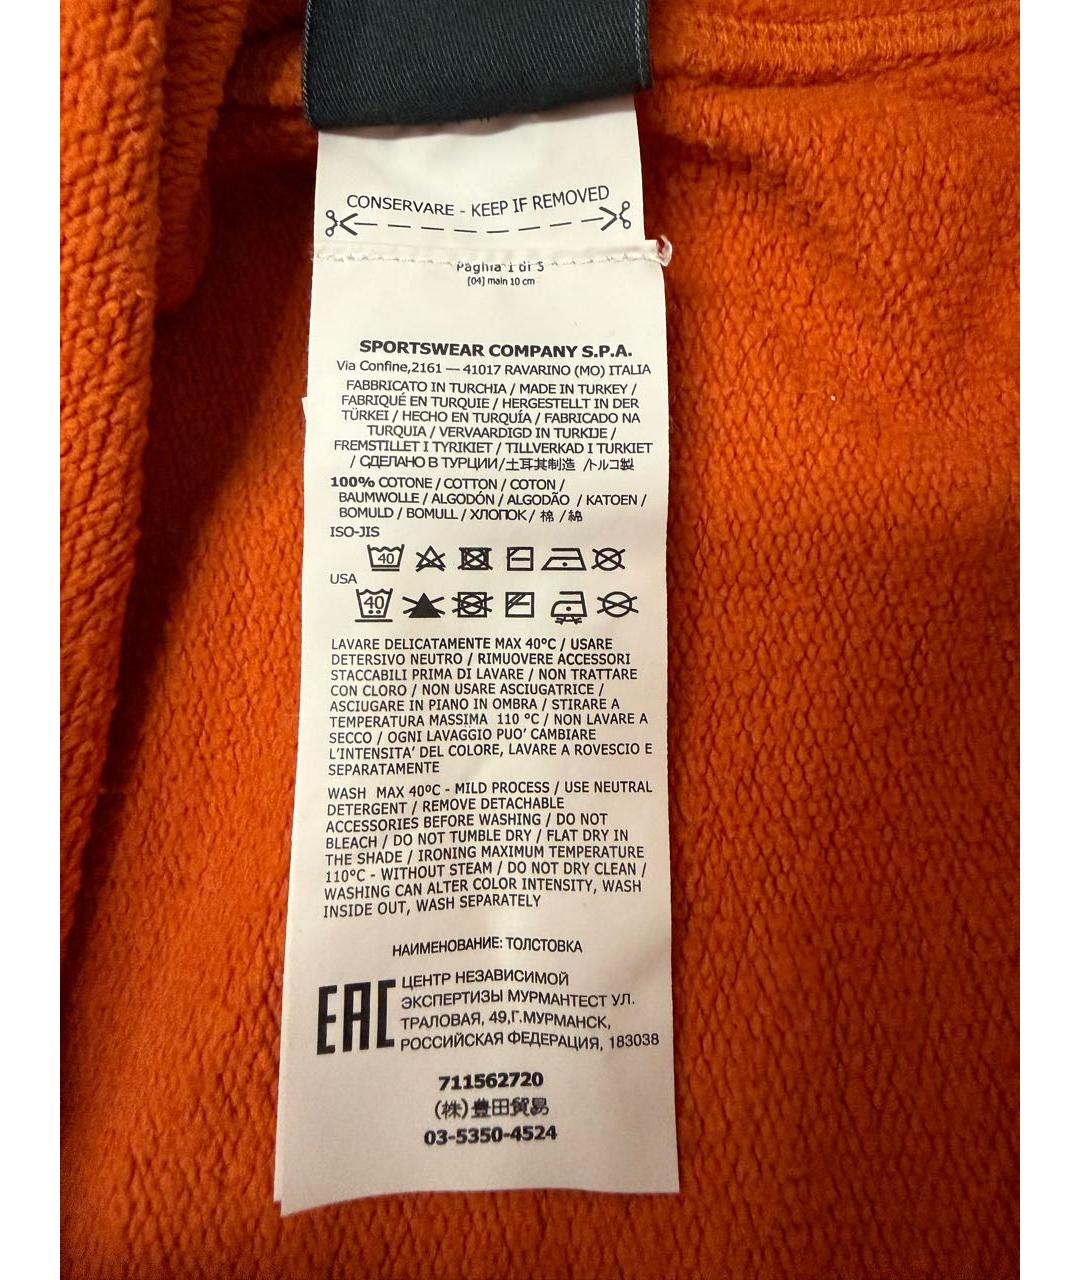 CONSERVARE - KEEP IF REMOVED
Paghia 1 of 5
[04] main 10 cm
SPORTSWEAR COMPANY S.P.A.
Via Confine,2161 — 41017 RAVARINO (MO) ITALIA
FABBRICATO IN TURCHIA / MADE IN TURKEY /
FABRIQUÉ EN TURQUIE / HERGESTELLT IN DER
TÜRKEI / HECHO EN TURQUÍA / FABRICADO NA
TURQUIA / VERVAARDIGD IN TURKIJE /
FREMSTILLET I TYRIKIET / TILLVERKAD I TURKIET
/ СДЕЛАНО В ТУРЦИИ/土耳其制造 /トルコ製
100% COTONE / COTTON / COTON /
BAUMWOLLE / ALGODÓN / ALGODÃO / KATOEN /
BOMULD / BOMULL / ХЛОПОК / 棉 /綿
ISO-JIS
40
USA
40
LAVARE DELICATAMENTE MAX 40°C / USARE
DETERSIVO NEUTRO / RIMUOVERE ACCESSORI
STACCABILI PRIMA DI LAVARE / NON TRATTARE
CON CLORO / NON USARE ASCIUGATRICE /
ASCIUGARE IN PIANO IN OMBRA / STIRARE A
TEMPERATURA MASSIMA 110 °C / NON LAVARE A
SECCO / OGNI LAVAGGIO PUO' CAMBIARE
L'INTENSITA' DEL COLORE, LAVARE A ROVESCIO E
SEPARATAMENTE
WASH MAX 40ºC - MILD PROCESS / USE NEUTRAL
DETERGENT / REMOVE DETACHABLE
ACCESSORIES BEFORE WASHING / DO NOT
BLEACH / DO NOT TUMBLE DRY / FLAT DRY IN
THE SHADE / IRONING MAXIMUM TEMPERATURE
110°C - WITHOUT STEAM / DO NOT DRY CLEAN /
WASHING CAN ALTER COLOR INTENSITY, WASH
INSIDE OUT, WASH SEPARATELY
НАИМЕНОВАНИЕ: ТОЛСТОВКА
EAC
ЦЕНТР НЕЗАВИСИМОЙ
ЭКСПЕРТИЗЫ МУРМАНТЕСТ УЛ.
ТРАЛОВАЯ, 49,Г.МУРМАНСК,
РОССИЙСКАЯ ФЕДЕРАЦИЯ, 183038
711562720
(株)豊田貿易
03-5350-4524